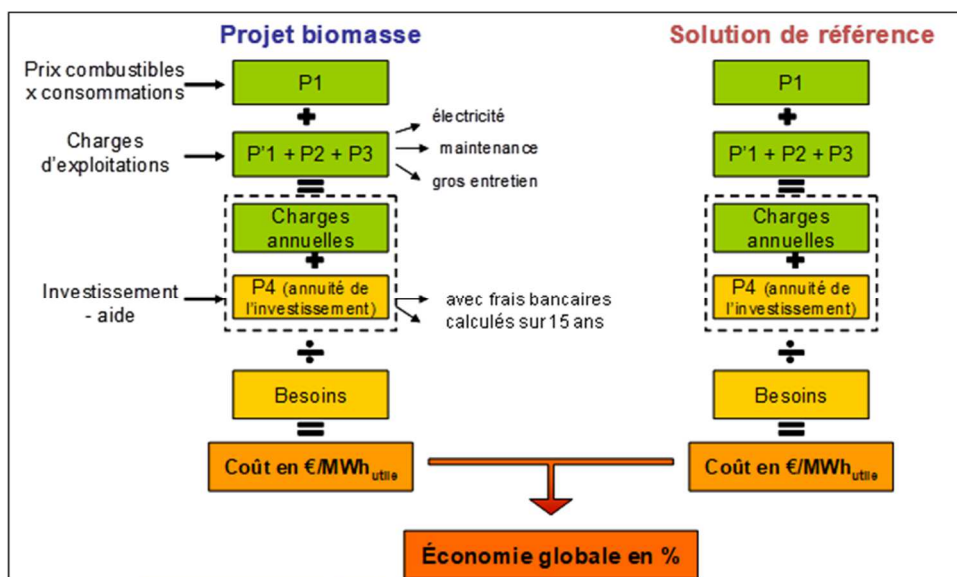 Projet biomasse
Solution de référence
Prix combustibles
x consommations
P1
P1
+
+
Charges
d'exploitations
P'1 + P2 + P3
électricité
maintenance
gros entretien
P'1 + P2 + P3
=
=
Charges
annuelles
Charges
annuelles
+
+
Investissement
- aide
P4 (annuité de
l'investissement)
avec frais bancaires
calculés sur 15 ans
P4 (annuité de
l'investissement)
÷
÷
Besoins
Besoins
=
=
Coût en €/MWhutile
Coût en €/MWhutile
Économie globale en %